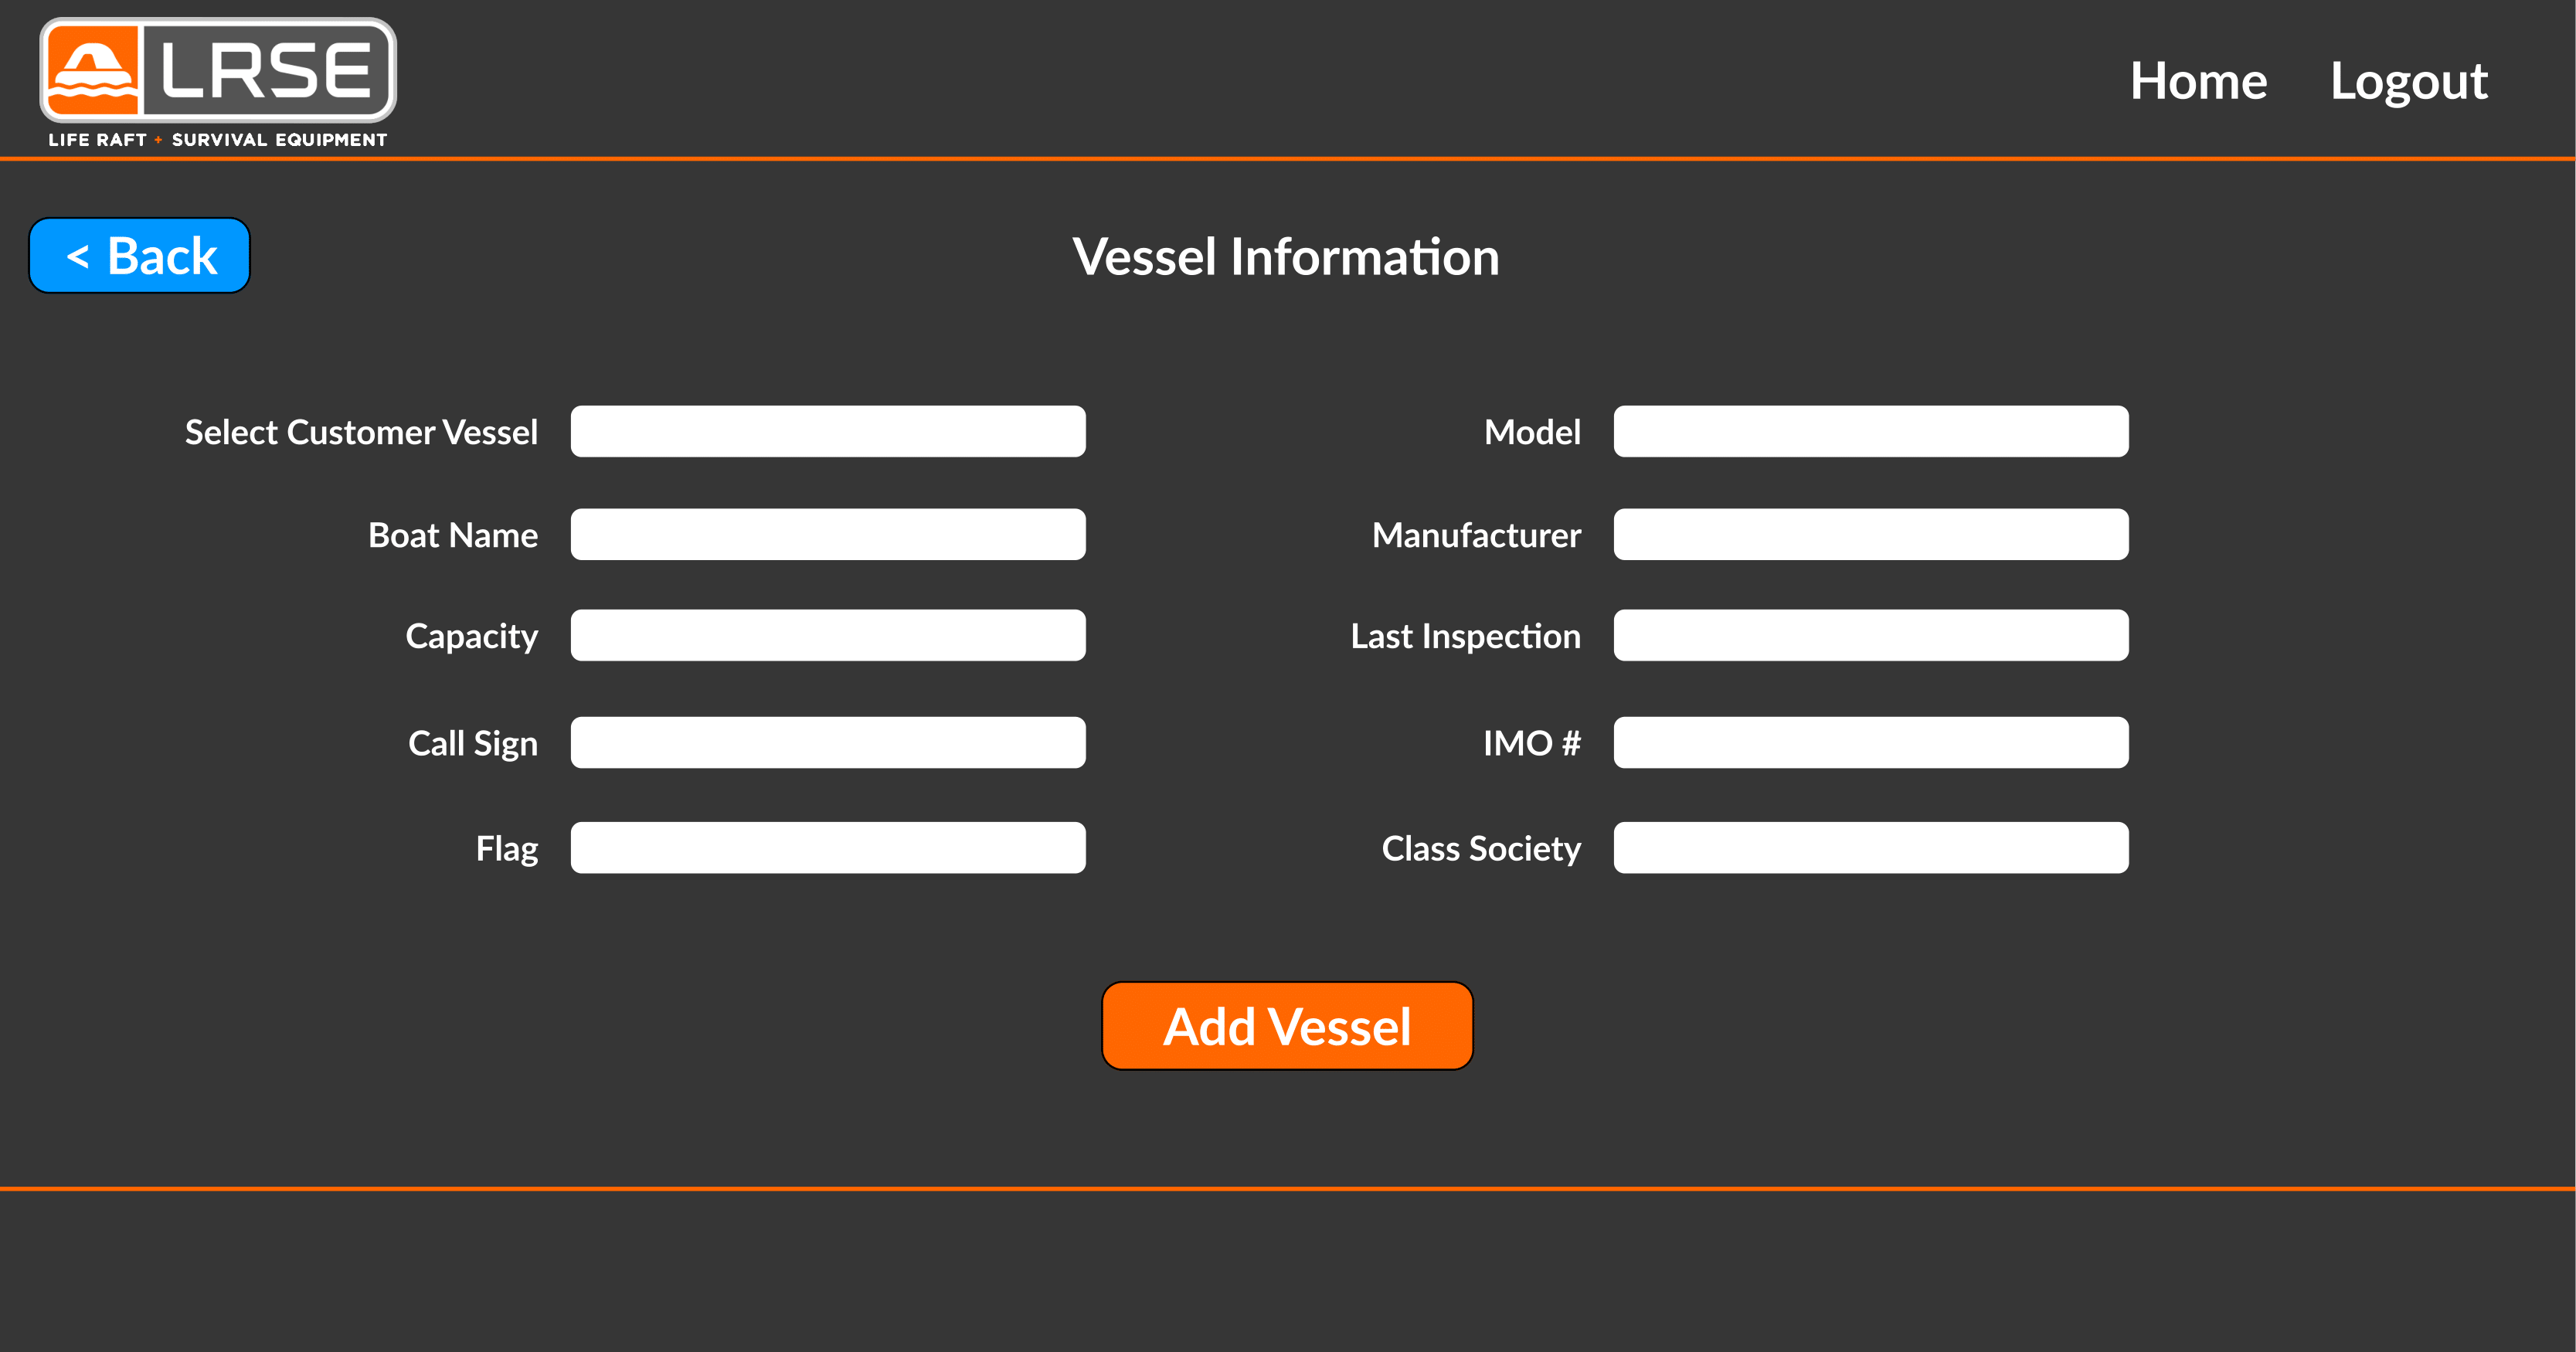 LRSE
LIFE RAFT + SURVIVAL EQUIPMENT
Home Logout
< Back
Vessel Information
Select Customer Vessel
Model
Boat Name
Manufacturer
Capacity
Last Inspection
Call Sign
IMO #
Flag
Class Society
Add Vessel